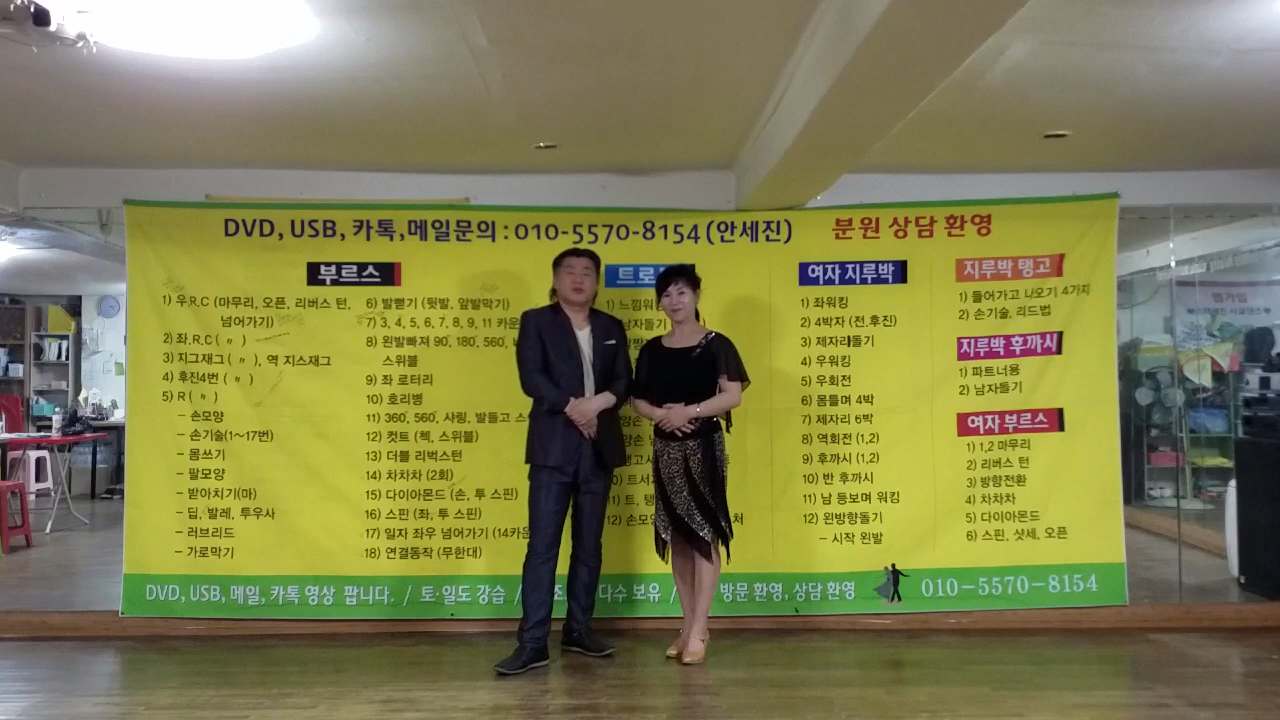 DVD, USB, 카톡,메일문의 : 010-5570-8154 (안세진)
분원 상담 환영
부르스
1) 우.R.C (마무리, 오픈, 리버스 턴,
넘어가기)
2) 좌.R.C ( 〃 )
3) 지그재그 ( 〃 ), 역 지스재그
4) 후진4번 ( 〃 )
5) R ( 〃 )
– 손모양
– 손기술(1~17번)
– 몸쓰기
– 팔모양
– 받아치기(마)
– 딥, 발레, 투우사
– 러브리드
– 가로막기
6) 발뻗기 (뒷발, 앞발막기)
7) 3, 4, 5, 6, 7, 8, 9, 11 카운
8) 왼발빠져 90, 180, 560,
스위블
9) 좌 로터리
10) 호리병
11) 360, 560, 사링, 발들고
12) 컷트 (첵, 스위블)
13) 더블 리벅스턴
14) 차차차 (2회)
15) 다이아몬드 (손, 투 스핀)
16) 스핀 (좌, 투 스핀)
17) 일자 좌우 넘어가기 (14카운
18) 연결동작 (무한대)
트로
1) 느낌워
남자돌기
11) 트,
12) 손모양
여자 지루박
1) 좌워킹
2) 4박자 (전.후진)
3) 제자리돌기
4) 우워킹
5) 우회전
6) 몸틀며 4박
7) 제자리 6박
8) 역회전 (1,2)
9) 후까시 (1,2)
10) 반 후까시
11) 남 등보며 워킹
12) 왼방향돌기
– 시작 왼발
지루박 탱고
1) 들어가고 나오기 4가지
2) 손기술, 리드법
지루박 후까시
1) 파트너용
2) 남자돌기
여자 부르스
1) 1,2 마무리
2) 리버스 턴
3) 방향전환
4) 차차차
5) 다이아몬드
6) 스핀, 샷세, 오픈
DVD, USB, 메일, 카톡 영상 팝니다. / 토·일도 강습 / 다수 보유 / 방문 환영, 상담 환영 010-5570-8154